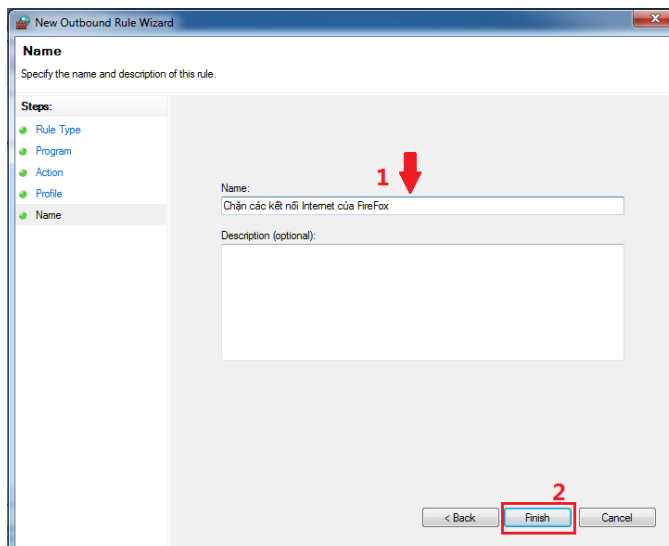 New Outbound Rule Wizard
Name
Specify the name and description of this rule.
Steps:
Rule Type
Program
Action
Profile
Name
1
Name:
Chặn các kết nối Internet của FireFox
Description (optional):
2
< Back
Finish
Cancel